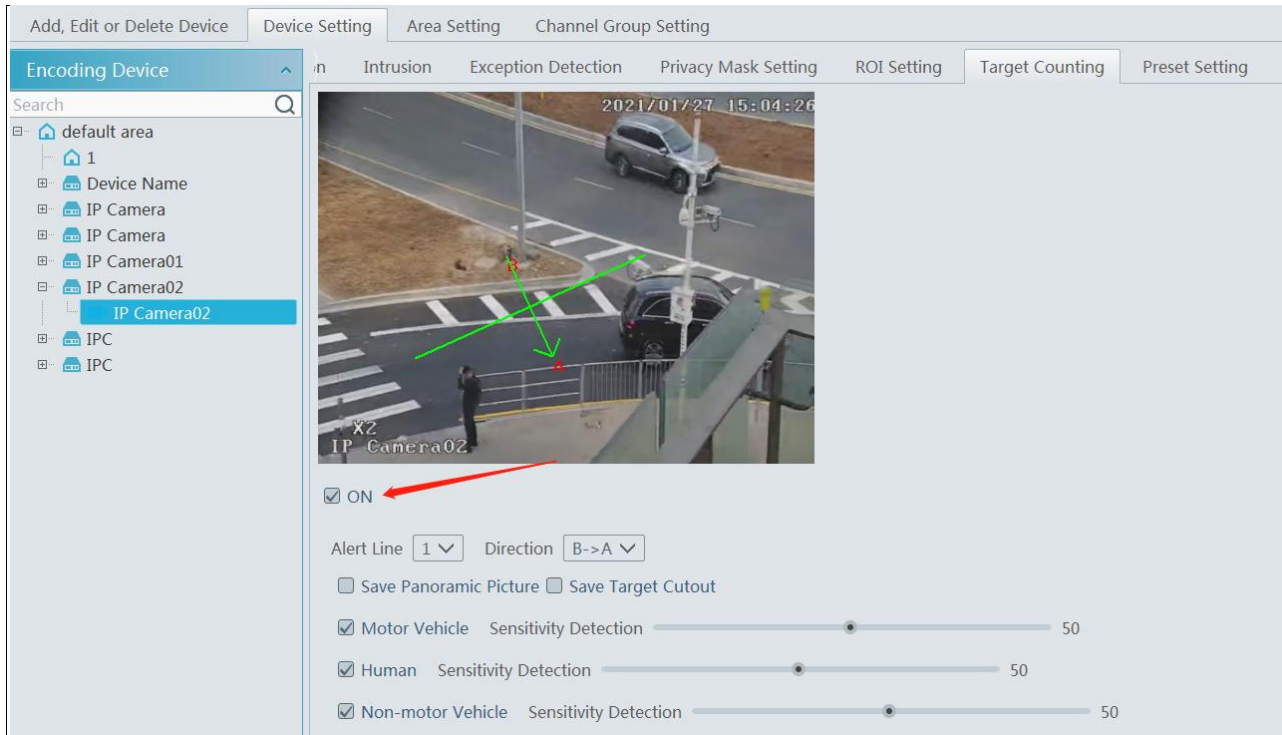 Add, Edit or Delete Device Device Setting Area Setting Channel Group Setting
Encoding Device
n Intrusion Exception Detection Privacy Mask Setting ROI Setting Target Counting Preset Setting
Search
default area
1
Device Name
IP Camera
IP Camera
IP Camera01
IP Camera02
IP Camera02
IPC
IPC
2021/01/27 15:04:26
B
A
X2
IP Camera02
ON
Alert Line 1 Direction B->A
Save Panoramic Picture Save Target Cutout
Motor Vehicle Sensitivity Detection 50
Human Sensitivity Detection 50
Non-motor Vehicle Sensitivity Detection 50